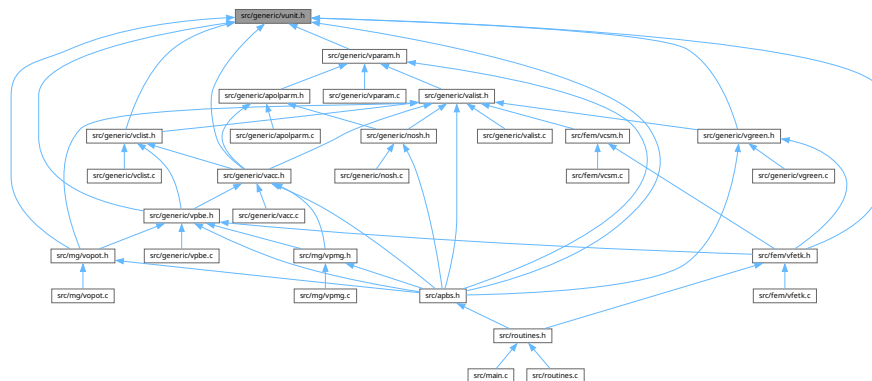 src/generic/vunit.h
src/generic/vparam.h
src/generic/apolparm.h
src/generic/vparam.c
src/generic/valist.h
src/generic/vclist.h
src/generic/apolparm.c
src/generic/nosh.h
src/generic/valist.c
src/fem/vcsm.h
src/generic/vgreen.h
src/generic/vclist.c
src/generic/vacc.h
src/generic/nosh.c
src/fem/vcsm.c
src/generic/vgreen.c
src/generic/vpbe.h
src/generic/vacc.c
src/mg/vopot.h
src/generic/vpbe.c
src/mg/vpmg.h
src/fem/vfetk.h
src/mg/vopot.c
src/mg/vpmg.c
src/apbs.h
src/fem/vfetk.c
src/routines.h
src/main.c
src/routines.c